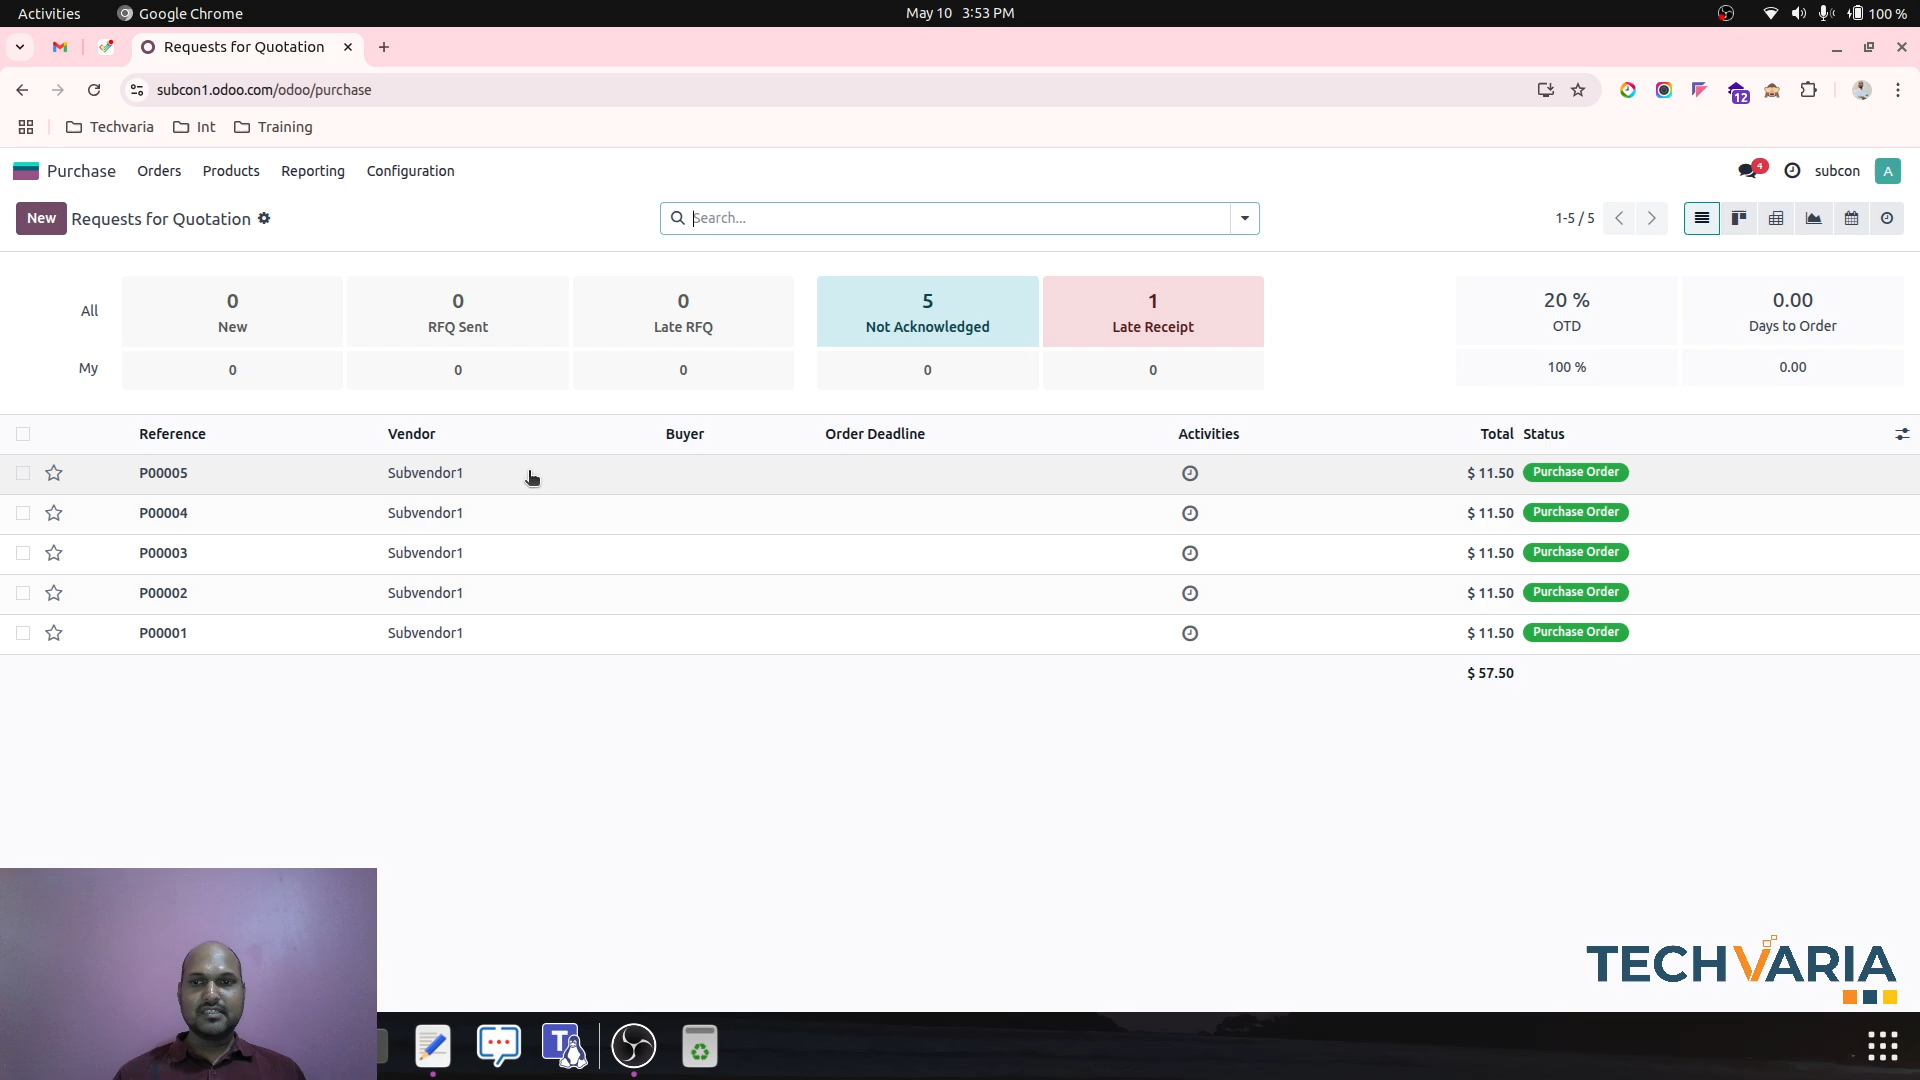 Activities Google Chrome May 10 3:53 PM 100 %
Requests for Quotation
subcon1.odoo.com/odoo/purchase 12
Techvaria Int Training
Purchase Orders Products Reporting Configuration 4 subcon A
New Requests for Quotation Search... 1-5 / 5
All 0 0 0 5 1 20 % 0.00
New RFQ Sent Late RFQ Not Acknowledged Late Receipt OTD Days to Order
My 0 0 0 0 0 100 % 0.00
Reference Vendor Buyer Order Deadline Activities Total Status
P00005 Subvendor1 $ 11.50 Purchase Order
P00004 Subvendor1 $ 11.50 Purchase Order
P00003 Subvendor1 $ 11.50 Purchase Order
P00002 Subvendor1 $ 11.50 Purchase Order
P00001 Subvendor1 $ 11.50 Purchase Order
$ 57.50
TECHVARIA
T